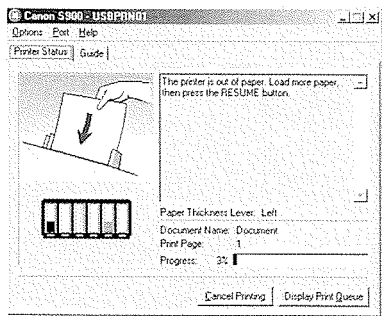 Canon S900 - USBPRN01
Options Port Help
Printer Status Guide
The printer is out of paper. Load more paper,
then press the RESUME button.
Paper Thickness Lever: Left
Document Name: Document
Print Page: 1
Progress: 3%
Cancel Printing Display Print Queue